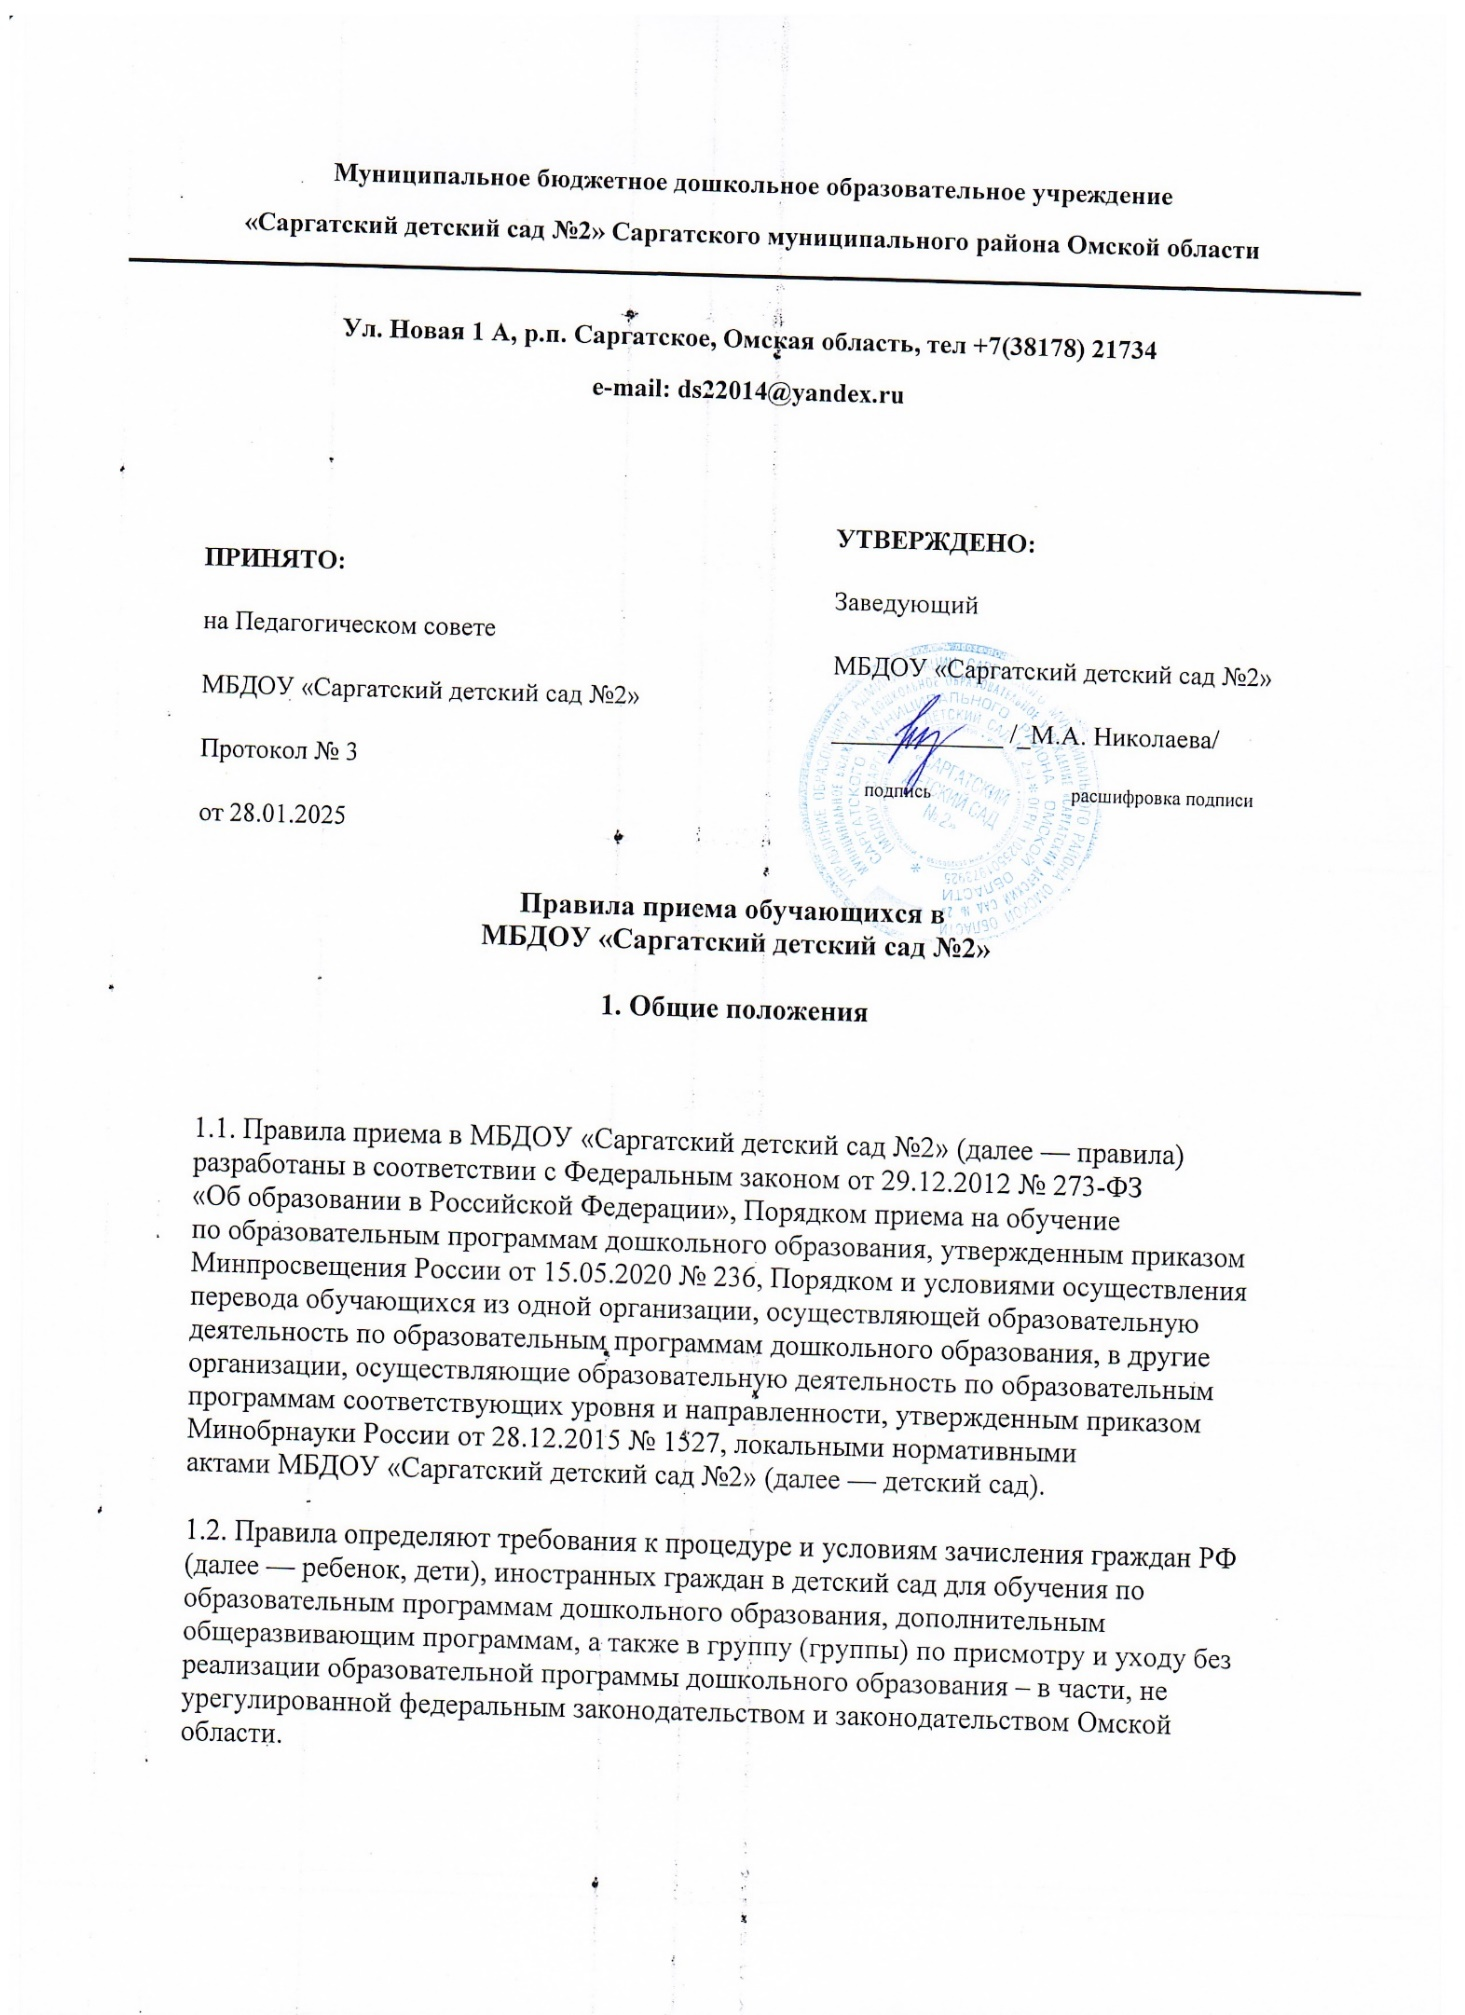 Муниципальное бюджетное дошкольное образовательное учреждение
«Саргатский детский сад №2» Саргатского муниципального района Омской области
Ул. Новая 1 А, р.п. Саргатское, Омская область, тел +7(38178) 21734
e-mail: ds22014@yandex.ru
ПРИНЯТО:
на Педагогическом совете
МБДОУ «Саргатский детский сад №2»
Протокол № 3
от 28.01.2025
УТВЕРЖДЕНО:
Заведующий
МБДОУ «Саргатский детский сад №2»
_____________ /_М.А. Николаева/
подпись расшифровка подписи
«САРГАТСКИЙ
ДЕТСКИЙ САД
№ 2»
Правила приема обучающихся в
МБДОУ «Саргатский детский сад №2»
1. Общие положения
1.1. Правила приема в МБДОУ «Саргатский детский сад №2» (далее — правила)
разработаны в соответствии с Федеральным законом от 29.12.2012 № 273-ФЗ
«Об образовании в Российской Федерации», Порядком приема на обучение
по образовательным программам дошкольного образования, утвержденным приказом
Минпросвещения России от 15.05.2020 № 236, Порядком и условиями осуществления
перевода обучающихся из одной организации, осуществляющей образовательную
деятельность по образовательным программам дошкольного образования, в другие
организации, осуществляющие образовательную деятельность по образовательным
программам соответствующих уровня и направленности, утвержденным приказом
Минобрнауки России от 28.12.2015 № 1527, локальными нормативными
актами МБДОУ «Саргатский детский сад №2» (далее — детский сад).
1.2. Правила определяют требования к процедуре и условиям зачисления граждан РФ
(далее — ребенок, дети), иностранных граждан в детский сад для обучения по
образовательным программам дошкольного образования, дополнительным
общеразвивающим программам, а также в группу (группы) по присмотру и уходу без
реализации образовательной программы дошкольного образования – в части, не
урегулированной федеральным законодательством и законодательством Омской
области.